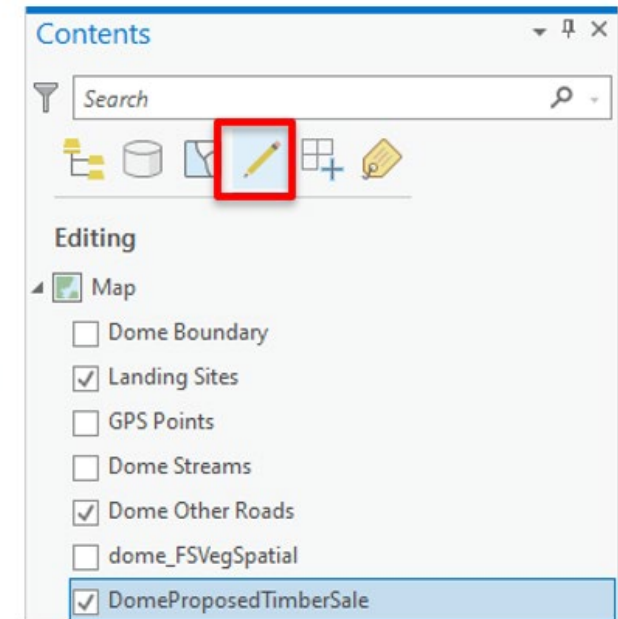 Contents
Search
Editing
Map
Dome Boundary
Landing Sites
GPS Points
Dome Streams
Dome Other Roads
dome_FSVegSpatial
DomeProposedTimberSale